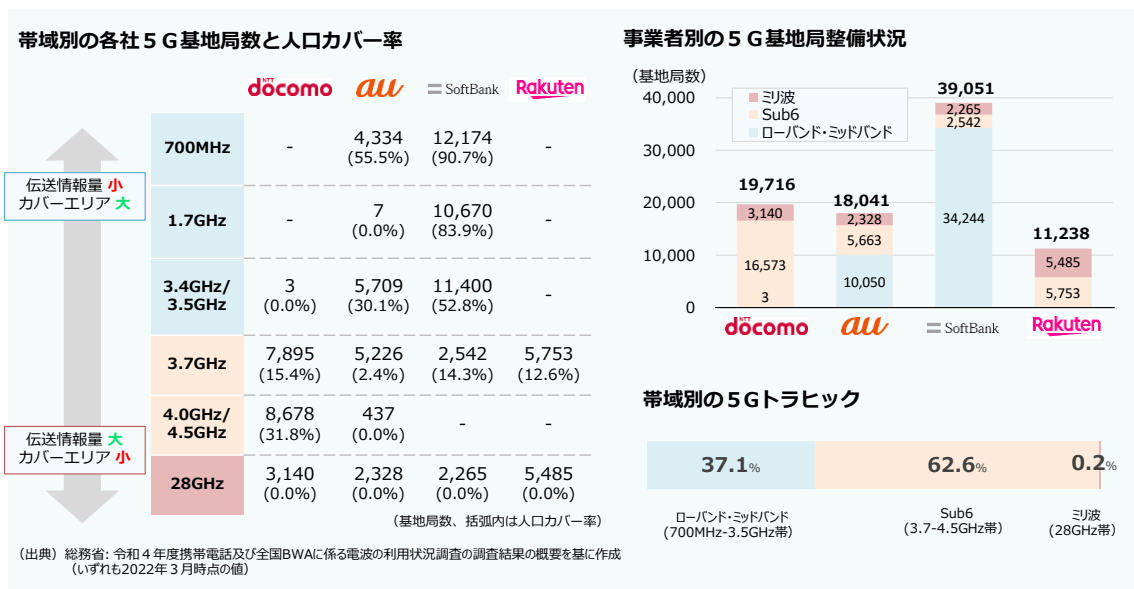 帯域別の各社５Ｇ基地局数と人口カバー率
NTT
döcomo au SoftBank Rakuten
700MHz - 4,334 12,174 -
(55.5%) (90.7%)
1.7GHz - 7 10,670 -
(0.0%) (83.9%)
3.4GHz/ 3 5,709 11,400 -
3.5GHz (0.0%) (30.1%) (52.8%)
3.7GHz 7,895 5,226 2,542 5,753
(15.4%) (2.4%) (14.3%) (12.6%)
4.0GHz/ 8,678 437 - -
4.5GHz (31.8%) (0.0%)
28GHz 3,140 2,328 2,265 5,485
(0.0%) (0.0%) (0.0%) (0.0%)
伝送情報量 小
カバーエリア 大
伝送情報量 大
カバーエリア 小
（基地局数、括弧内は人口カバー率）
（出典）総務省: 令和４年度携帯電話及び全国BWAに係る電波の利用状況調査の調査結果の概要を基に作成
（いずれも2022年３月時点の値）
事業者別の５Ｇ基地局整備状況
（基地局数）
40,000
30,000
20,000
10,000
0
ミリ波
Sub6
ローバンド・ミッドバンド
19,716
3,140
16,573
3
18,041
2,328
5,663
10,050
39,051
2,265
2,542
34,244
11,238
5,485
5,753
NTT
döcomo au SoftBank Rakuten
帯域別の５Gトラヒック
37.1% 62.6% 0.2%
ローバンド・ミッドバンド
(700MHz-3.5GHz帯)
Sub6
(3.7-4.5GHz帯)
ミリ波
(28GHz帯)